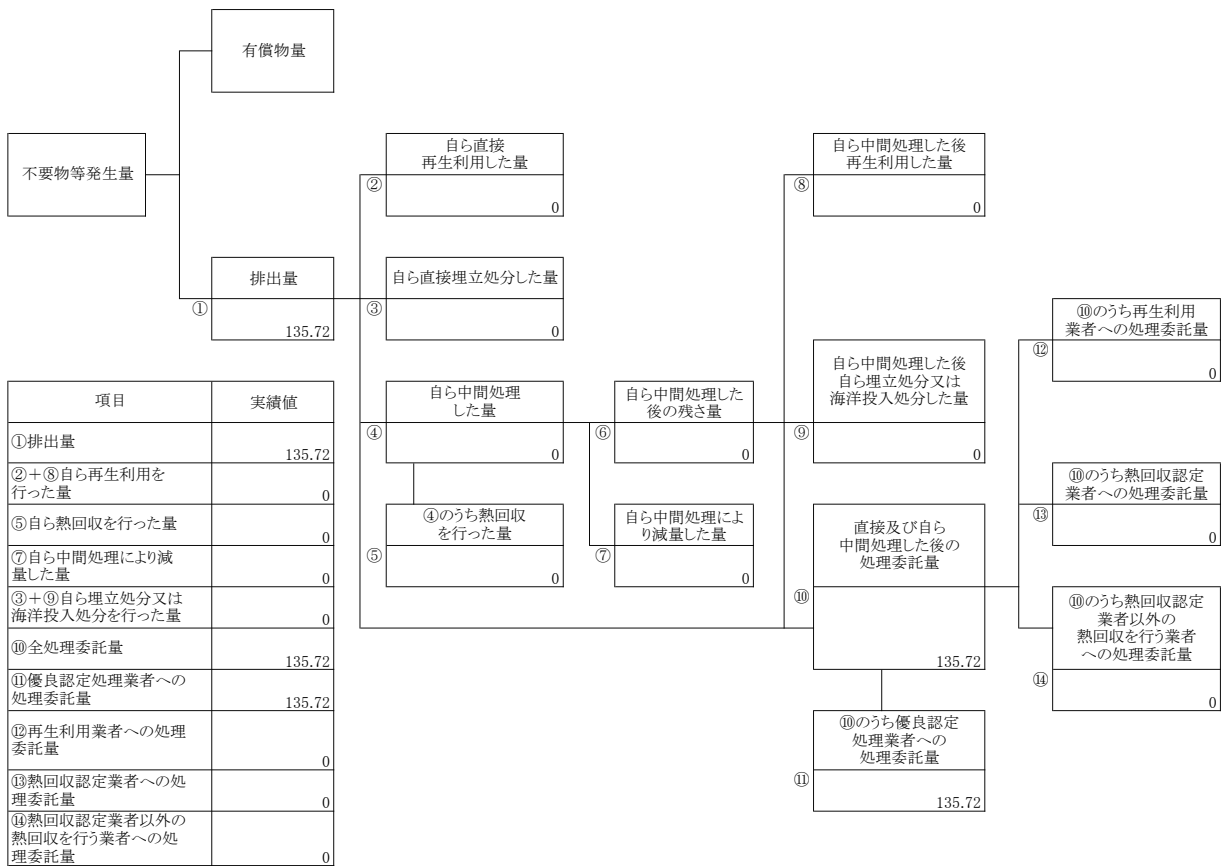 有償物量
不要物等発生量
自ら直接
再生利用した量
②
0
自ら中間処理した後
再生利用した量
⑧
0
排出量
①
135.72
自ら直接埋立処分した量
③
0
⑩のうち再生利用
業者への処理委託量
⑫
0
自ら中間処理
した量
④
0
自ら中間処理した
後の残さ量
⑥
0
自ら中間処理した後
自ら埋立処分又は
海洋投入処分した量
⑨
0
⑩のうち熱回収認定
業者への処理委託量
⑬
0
④のうち熱回収
を行った量
⑤
0
自ら中間処理によ
り減量した量
⑦
0
直接及び自ら
中間処理した後の
処理委託量
⑩
135.72
⑩のうち熱回収認定
業者以外の
熱回収を行う業者
への処理委託量
⑭
0
⑩のうち優良認定
処理業者への
処理委託量
⑪
135.72
項目 実績値
①排出量 135.72
②+⑧自ら再生利用を
行った量 0
⑤自ら熱回収を行った量 0
⑦自ら中間処理により減
量した量 0
③+⑨自ら埋立処分又は
海洋投入処分を行った量 0
⑩全処理委託量 135.72
⑪優良認定処理業者への
処理委託量 135.72
⑫再生利用業者への処理
委託量 0
⑬熱回収認定業者への処
理委託量 0
⑭熱回収認定業者以外の
熱回収を行う業者への処
理委託量 0